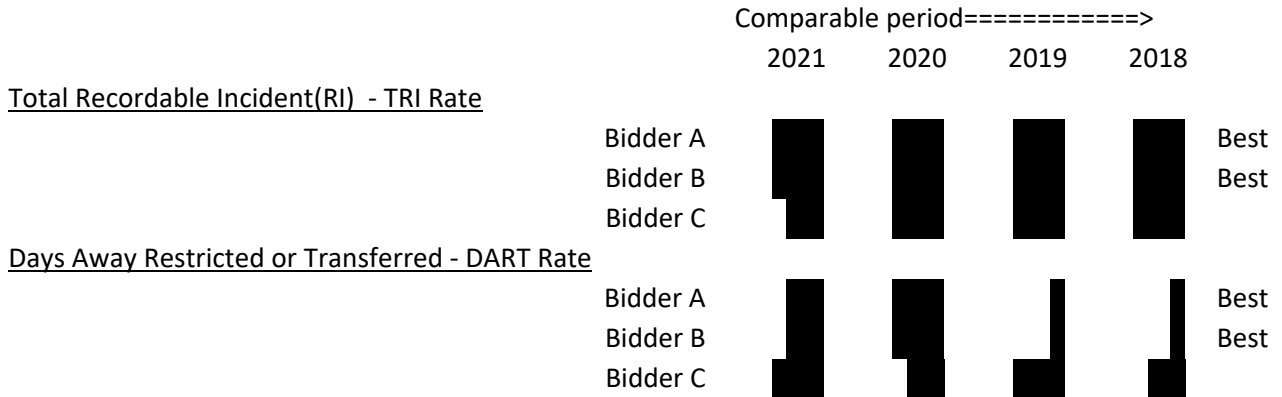 Comparable period============>
2021 2020 2019 2018
Total Recordable Incident(RI)  - TRI Rate
Bidder A Best
Bidder B Best
Bidder C
Days Away Restricted or Transferred - DART Rate
Bidder A Best
Bidder B Best
Bidder C